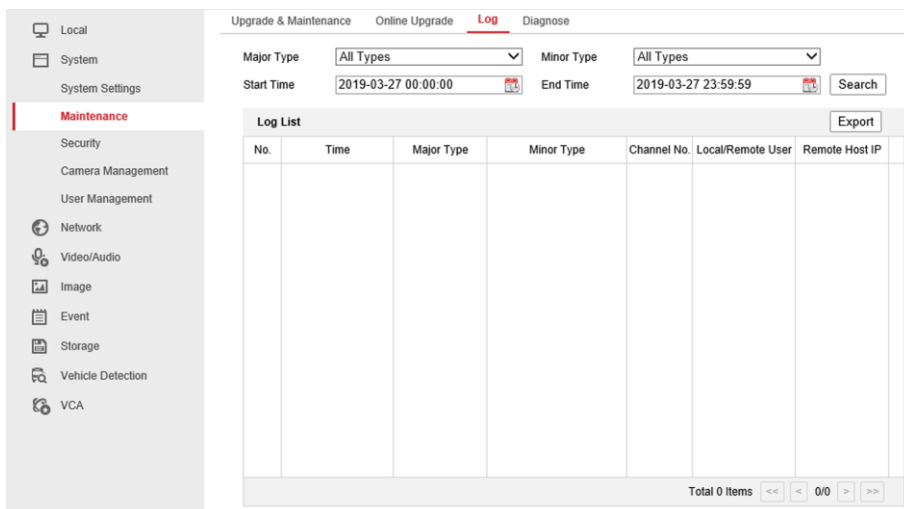 Local
System
System Settings
Maintenance
Security
Camera Management
User Management
Network
Video/Audio
Image
Event
Storage
Vehicle Detection
VCA
Upgrade & Maintenance Online Upgrade Log Diagnose
Major Type All Types Minor Type All Types
Start Time 2019-03-27 00:00:00 End Time 2019-03-27 23:59:59 Search
Log List Export
No. Time Major Type Minor Type Channel No. Local/Remote User Remote Host IP
Total 0 Items << < 0/0 > >>